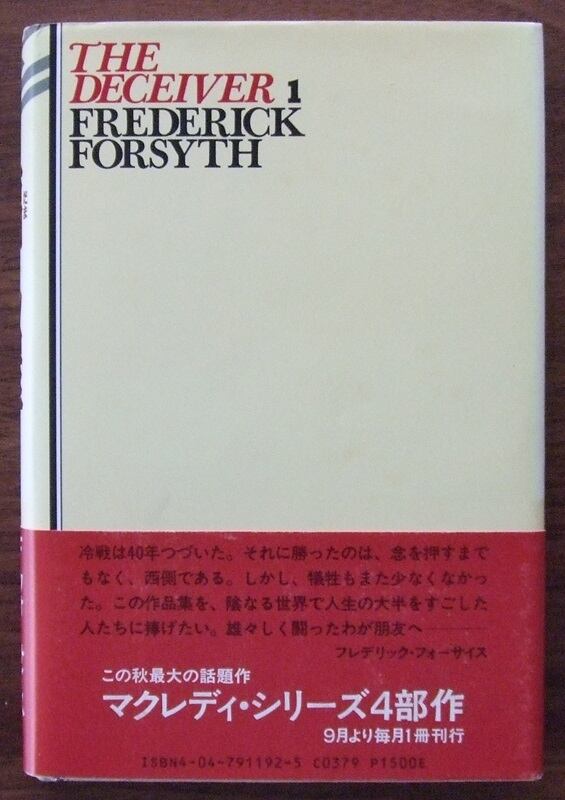 THE
DECEIVER 1
FREDERICK
FORSYTH
冷戦は40年つづいた。それに勝ったのは、念を押すまで
もなく、西側である。しかし、犠牲もまた少なくなかっ
た。この作品集を、陰なる世界で人生の大半をすごした
人たちに捧げたい。雄々しく闘ったわが朋友へ———
フレデリック・フォーサイス
この秋最大の話題作
マクレディ・シリーズ4部作
9月より毎月1冊刊行
ISBN4-04-791192-5 C0379 P1500E